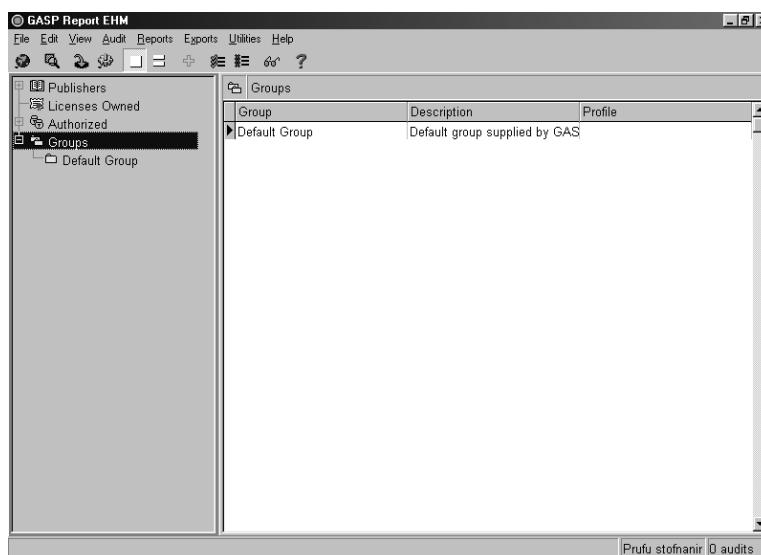 GASP Report EHM
File Edit View Audit Reports Exports Utilities Help
Publishers
Licenses Owned
Authorized
Groups
Default Group
Groups
Group Description Profile
Default Group Default group supplied by GAS
Prufu stofnanir 0 audits